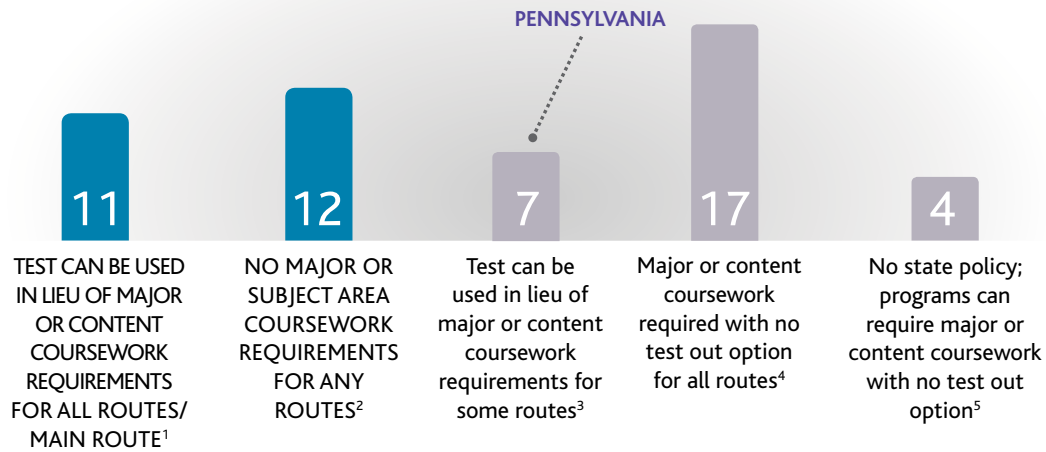 PENNSYLVANIA
11
12
7
17
4
TEST CAN BE USED
IN LIEU OF MAJOR
OR CONTENT
COURSEWORK
REQUIREMENTS
FOR ALL ROUTES/
MAIN ROUTE¹
NO MAJOR OR
SUBJECT AREA
COURSEWORK
REQUIREMENTS
FOR ANY
ROUTES²
Test can be
used in lieu of
major or content
coursework
requirements for
some routes³
Major or content
coursework
required with no
test out option
for all routes⁴
No state policy;
programs can
require major or
content coursework
with no test out
option⁵